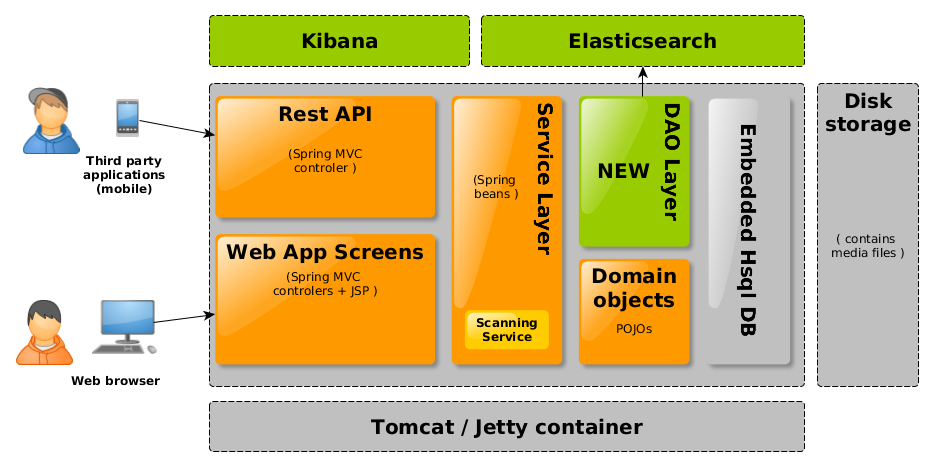 Kibana
Elasticsearch
Rest API
(Spring MVC
controler )
Service Layer
(Spring
beans )
DAO Layer
NEW
Embedded Hsql DB
Disk
storage
( contains
media files )
Third party
applications
(mobile)
Web App Screens
(Spring MVC
controlers + JSP )
Domain
objects
POJOs
Scanning
Service
Web browser
Tomcat / Jetty container